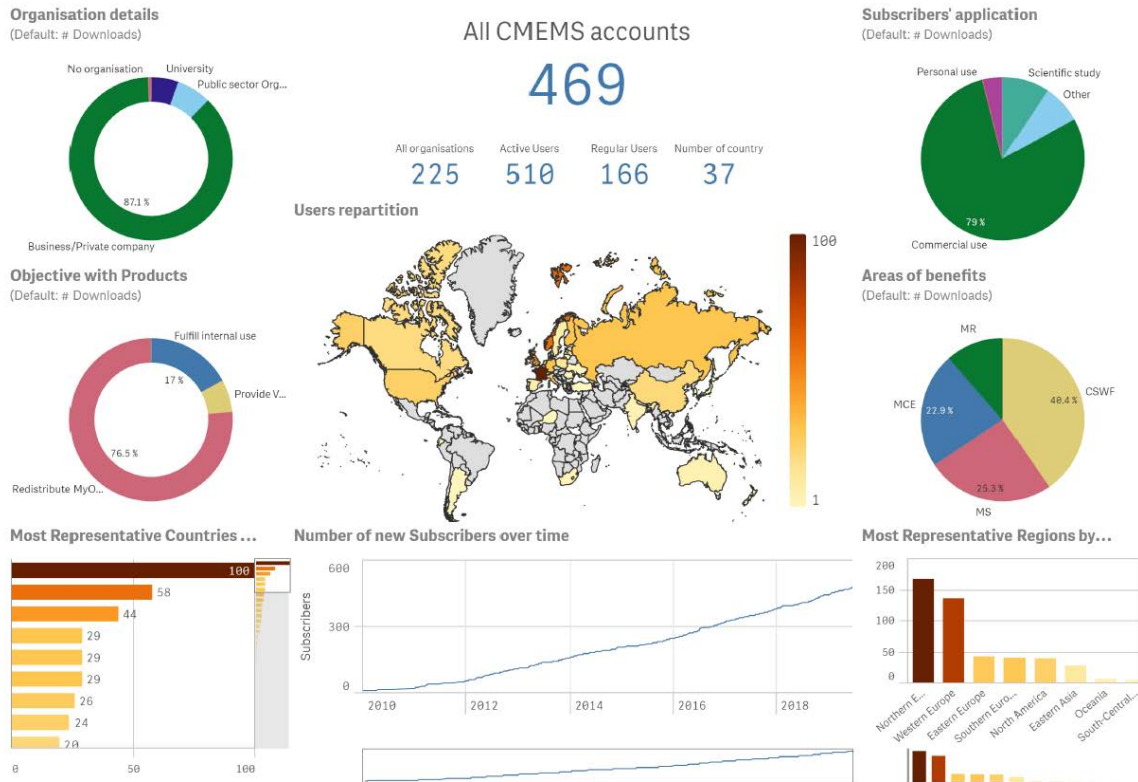 Organisation details
(Default: # Downloads)
No organisation
University
Public sector Org...
87.1 %
Business/Private company
All CMEMS accounts
469
All organisations
225
Active Users
510
Regular Users
166
Number of country
37
Subscribers' application
(Default: # Downloads)
Personal use
Scientific study
Other
79 %
Commercial use
Objective with Products
(Default: # Downloads)
Fulfill internal use
17 %
Provide V...
76.5 %
Redistribute MyO...
Users repartition
100
1
Areas of benefits
(Default: # Downloads)
MR
CSWF
40.4 %
MCE
22.9 %
25.3 %
MS
Most Representative Countries ...
100
58
44
29
29
29
26
24
20
0
50
100
Number of new Subscribers over time
Subscribers
600
300
0
2010
2012
2014
2016
2018
Most Representative Regions by...
200
150
100
50
0
Northern E...
Western Europe
Eastern Europe
Southern Euro...
North America
Eastern Asia
Oceania
South-Central...